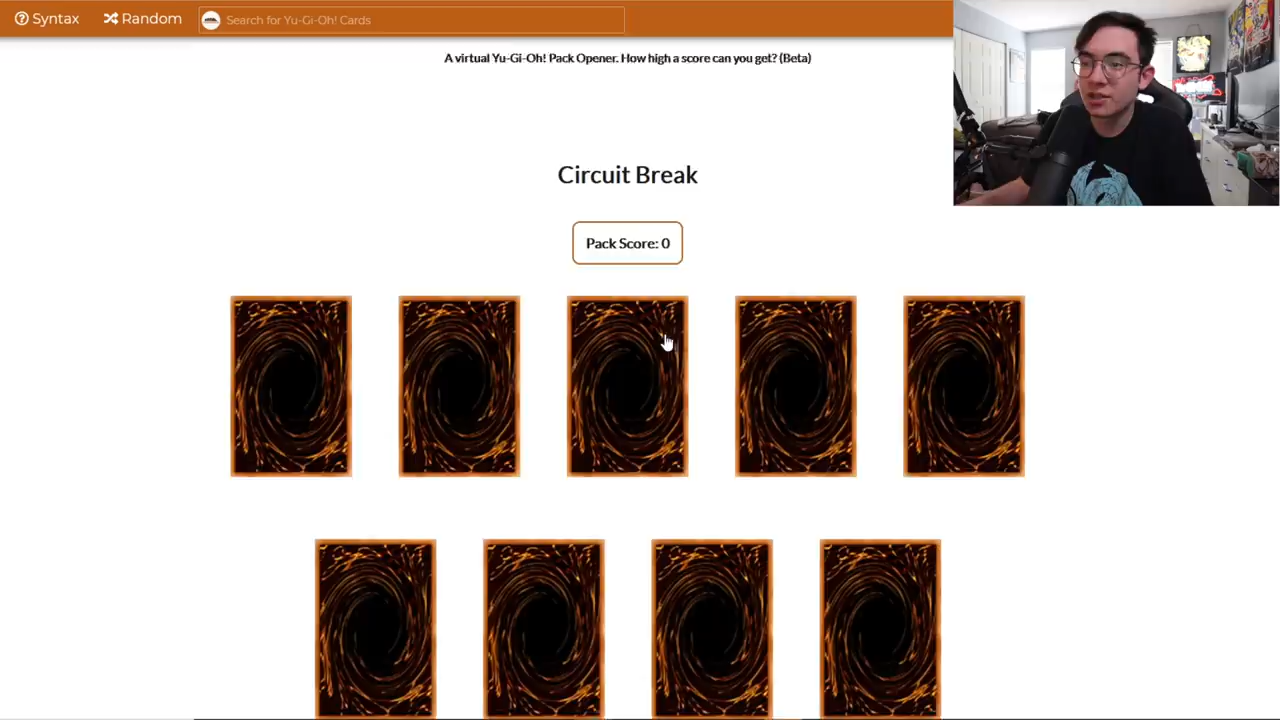 Syntax Random Search for Yu-Gi-Oh! Cards
A virtual Yu-Gi-Oh! Pack Opener. How high a score can you get? (Beta)
Circuit Break
Pack Score: 0